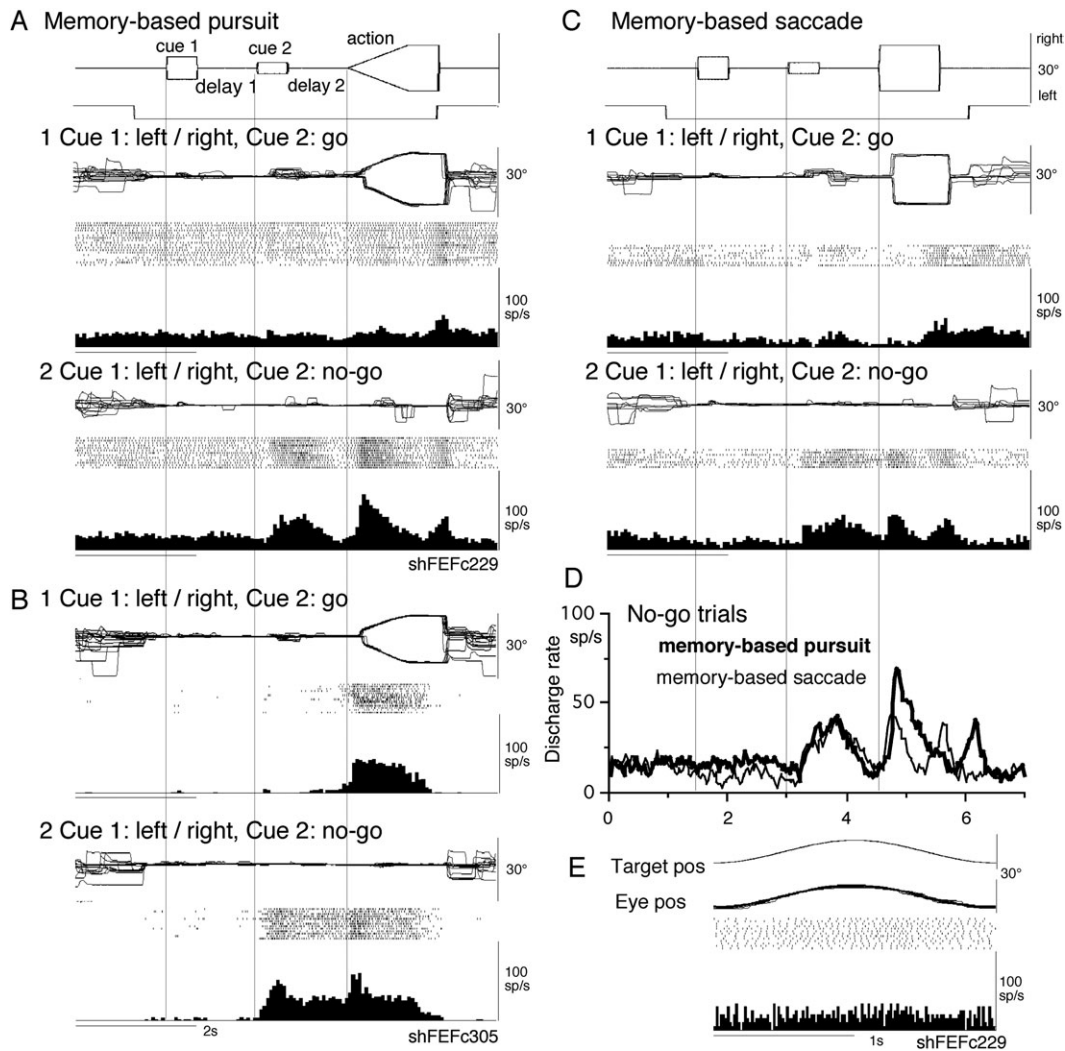 A Memory-based pursuit
cue 1
cue 2
action
delay 1
delay 2
1 Cue 1: left / right, Cue 2: go
30°
100
sp/s
2 Cue 1: left / right, Cue 2: no-go
30°
100
sp/s
shFEFc229
B
1 Cue 1: left / right, Cue 2: go
30°
100
sp/s
2 Cue 1: left / right, Cue 2: no-go
30°
100
sp/s
2s
shFEFc305
C Memory-based saccade
right
30°
left
1 Cue 1: left / right, Cue 2: go
30°
100
sp/s
2 Cue 1: left / right, Cue 2: no-go
30°
100
sp/s
D
100
sp/s
No-go trials
memory-based pursuit
memory-based saccade
Discharge rate
50
0
0 2 4 6
E
Target pos
30°
Eye pos
100
sp/s
1s
shFEFc229